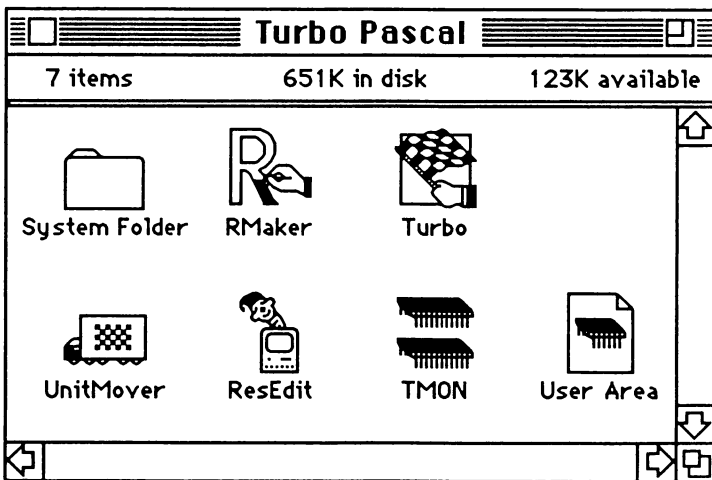 Turbo Pascal
7 items 651K in disk 123K available
System Folder RMaker Turbo
UnitMover ResEdit TMON User Area